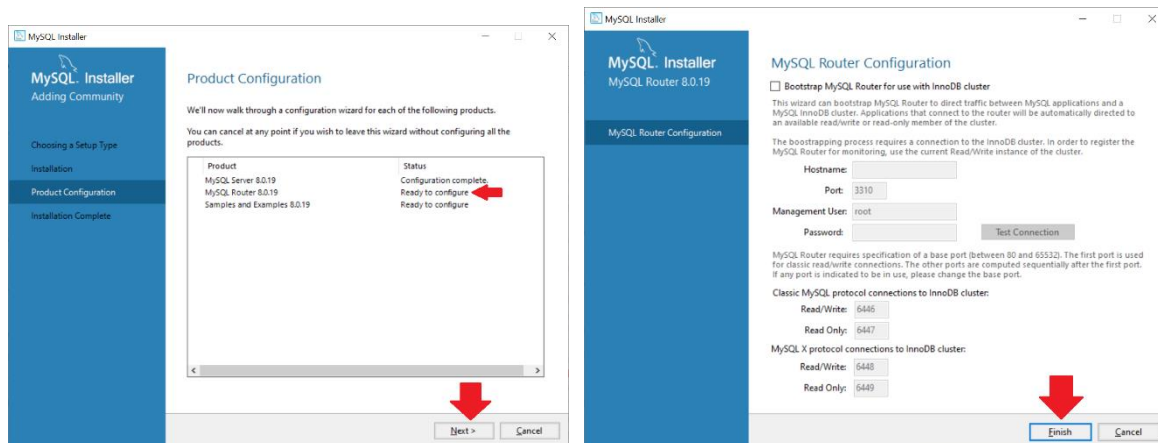 MySQL Installer
MySQL. Installer
Adding Community
Choosing a Setup Type
Installation
Product Configuration
Installation Complete
Product Configuration
We'll now walk through a configuration wizard for each of the following products.
You can cancel at any point if you wish to leave this wizard without configuring all the
products.
Product Status
MySQL Server 8.0.19 Configuration complete.
MySQL Router 8.0.19 Ready to configure
Samples and Examples 8.0.19 Ready to configure
Next > Cancel
MySQL Installer
MySQL. Installer
MySQL Router 8.0.19
MySQL Router Configuration
MySQL Router Configuration
Bootstrap MySQL Router for use with InnoDB cluster
This wizard can bootstrap MySQL Router to direct traffic between MySQL applications and a
MySQL InnoDB cluster. Applications that connect to the router will be automatically directed to
an available read/write or read-only member of the cluster.
The boostrapping process requires a connection to the InnoDB cluster. In order to register the
MySQL Router for monitoring, use the current Read/Write instance of the cluster.
Hostname:
Port: 3310
Management User: root
Password: Test Connection
MySQL Router requires specification of a base port (between 80 and 65532). The first port is used
for classic read/write connections. The other ports are computed sequentially after the first port.
If any port is indicated to be in use, please change the base port.
Classic MySQL protocol connections to InnoDB cluster:
Read/Write: 6446
Read Only: 6447
MySQL X protocol connections to InnoDB cluster:
Read/Write: 6448
Read Only: 6449
Finish Cancel